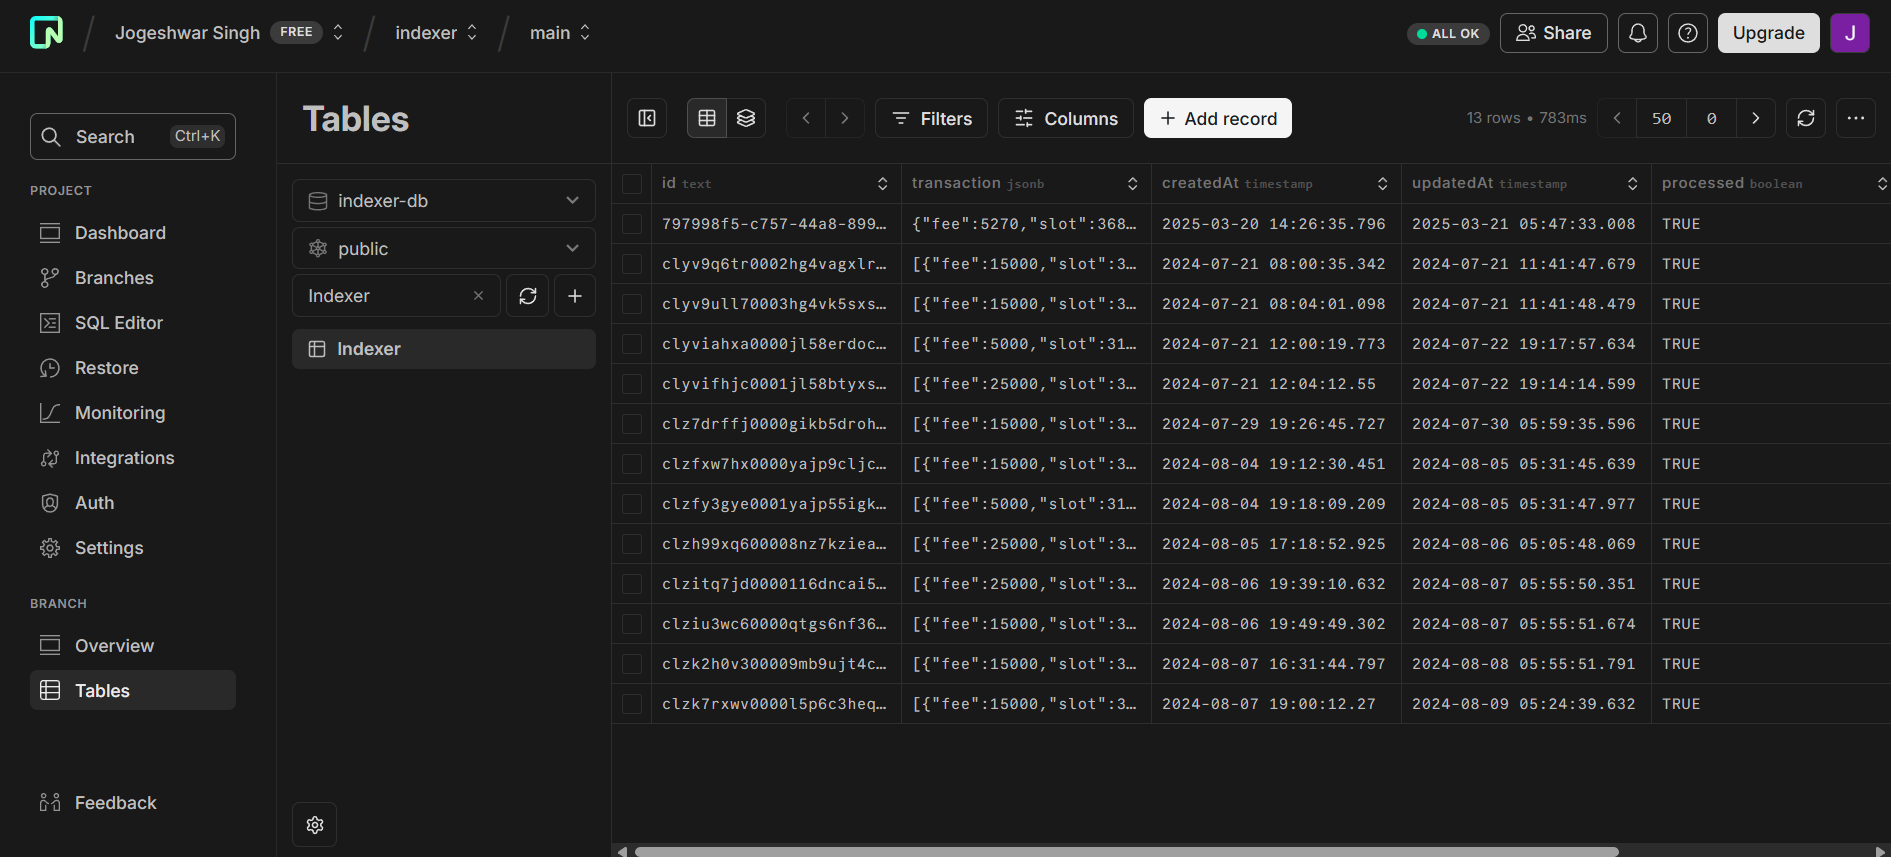 Jogeshwar Singh FREE indexer main ALL OK Share Upgrade J
Search Ctrl+K
PROJECT
Dashboard
Branches
SQL Editor
Restore
Monitoring
Integrations
Auth
Settings
BRANCH
Overview
Tables
Feedback
Tables
indexer-db
public
Indexer
Indexer
Filters Columns Add record 13 rows • 783ms 50 0
id text transaction jsonb createdAt timestamp updatedAt timestamp processed boolean
797998f5-c757-44a8-899… {"fee":5270,"slot":368… 2025-03-20 14:26:35.796 2025-03-21 05:47:33.008 TRUE
clyv9q6tr0002hg4vagxlr… [{"fee":15000,"slot":3… 2024-07-21 08:00:35.342 2024-07-21 11:41:47.679 TRUE
clyv9ull70003hg4vk5sxs… [{"fee":15000,"slot":3… 2024-07-21 08:04:01.098 2024-07-21 11:41:48.479 TRUE
clyviahxa0000jl58erdoc… [{"fee":5000,"slot":31… 2024-07-21 12:00:19.773 2024-07-22 19:17:57.634 TRUE
clyvifhjc0001jl58btyxs… [{"fee":25000,"slot":3… 2024-07-21 12:04:12.55 2024-07-22 19:14:14.599 TRUE
clz7drffj0000gikb5droh… [{"fee":15000,"slot":3… 2024-07-29 19:26:45.727 2024-07-30 05:59:35.596 TRUE
clzfxw7hx0000yajp9cljc… [{"fee":15000,"slot":3… 2024-08-04 19:12:30.451 2024-08-05 05:31:45.639 TRUE
clzfy3gye0001yajp55igk… [{"fee":5000,"slot":31… 2024-08-04 19:18:09.209 2024-08-05 05:31:47.977 TRUE
clzh99xq600008nz7kziea… [{"fee":25000,"slot":3… 2024-08-05 17:18:52.925 2024-08-06 05:05:48.069 TRUE
clzitq7jd0000116dncai5… [{"fee":25000,"slot":3… 2024-08-06 19:39:10.632 2024-08-07 05:55:50.351 TRUE
clziu3wc60000qtgs6nf36… [{"fee":15000,"slot":3… 2024-08-06 19:49:49.302 2024-08-07 05:55:51.674 TRUE
clzk2h0v300009mb9ujt4c… [{"fee":15000,"slot":3… 2024-08-07 16:31:44.797 2024-08-08 05:55:51.791 TRUE
clzk7rxwv0000l5p6c3heq… [{"fee":15000,"slot":3… 2024-08-07 19:00:12.27 2024-08-09 05:24:39.632 TRUE